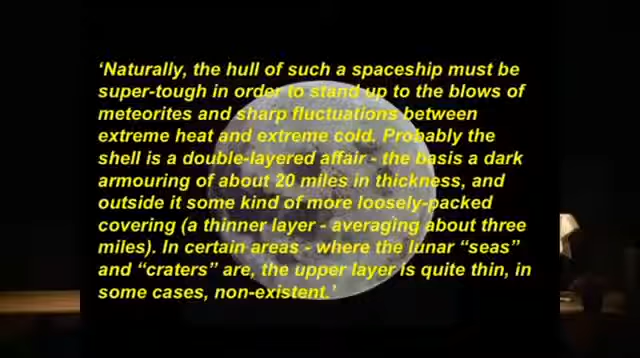 ‘Naturally, the hull of such a spaceship must be
super-tough in order to stand up to the blows of
meteorites and sharp fluctuations between
extreme heat and extreme cold. Probably the
shell is a double-layered affair - the basis a dark
armouring of about 20 miles in thickness, and
outside it some kind of more loosely-packed
covering (a thinner layer - averaging about three
miles). In certain areas - where the lunar “seas”
and “craters” are, the upper layer is quite thin, in
some cases, non-existent.’